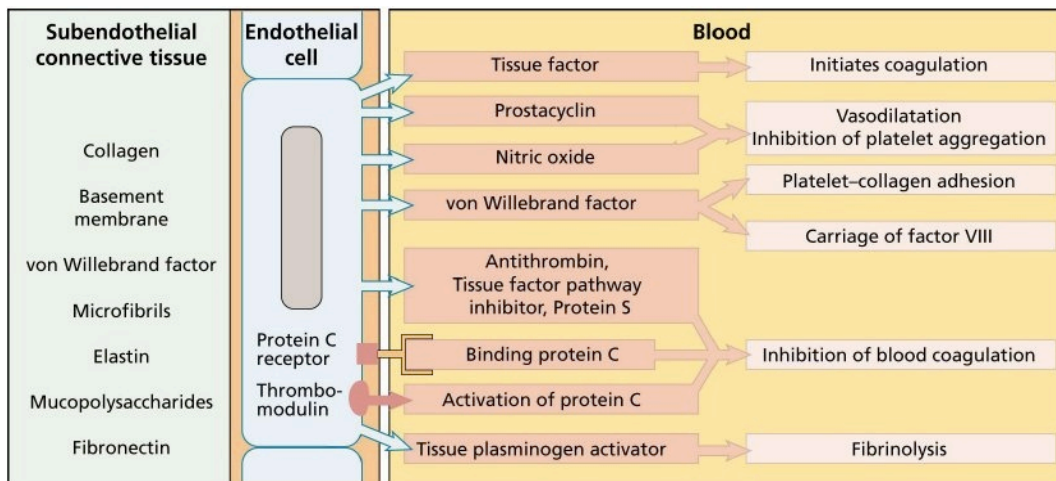 Subendothelial
connective tissue
Collagen
Basement
membrane
von Willebrand factor
Microfibrils
Elastin
Mucopolysaccharides
Fibronectin
Endothelial
cell
Protein C
receptor
Thrombo-
modulin
Blood
Tissue factor
Initiates coagulation
Prostacyclin
Nitric oxide
Vasodilatation
Inhibition of platelet aggregation
von Willebrand factor
Platelet–collagen adhesion
Carriage of factor VIII
Antithrombin,
Tissue factor pathway
inhibitor, Protein S
Binding protein C
Activation of protein C
Inhibition of blood coagulation
Tissue plasminogen activator
Fibrinolysis